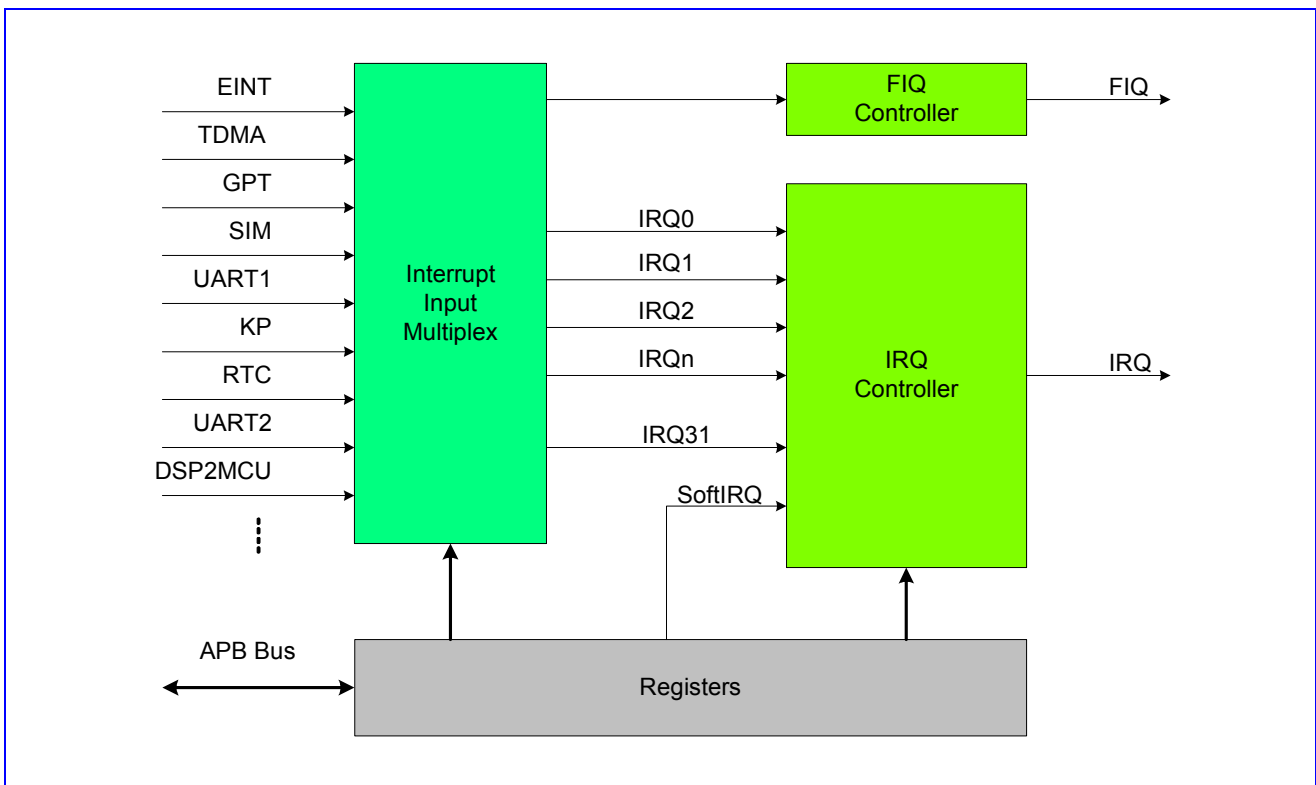 EINT
TDMA
GPT
SIM
UART1
KP
RTC
UART2
DSP2MCU
Interrupt
Input
Multiplex
IRQ0
IRQ1
IRQ2
IRQn
IRQ31
SoftIRQ
FIQ
Controller
FIQ
IRQ
Controller
IRQ
APB Bus
Registers